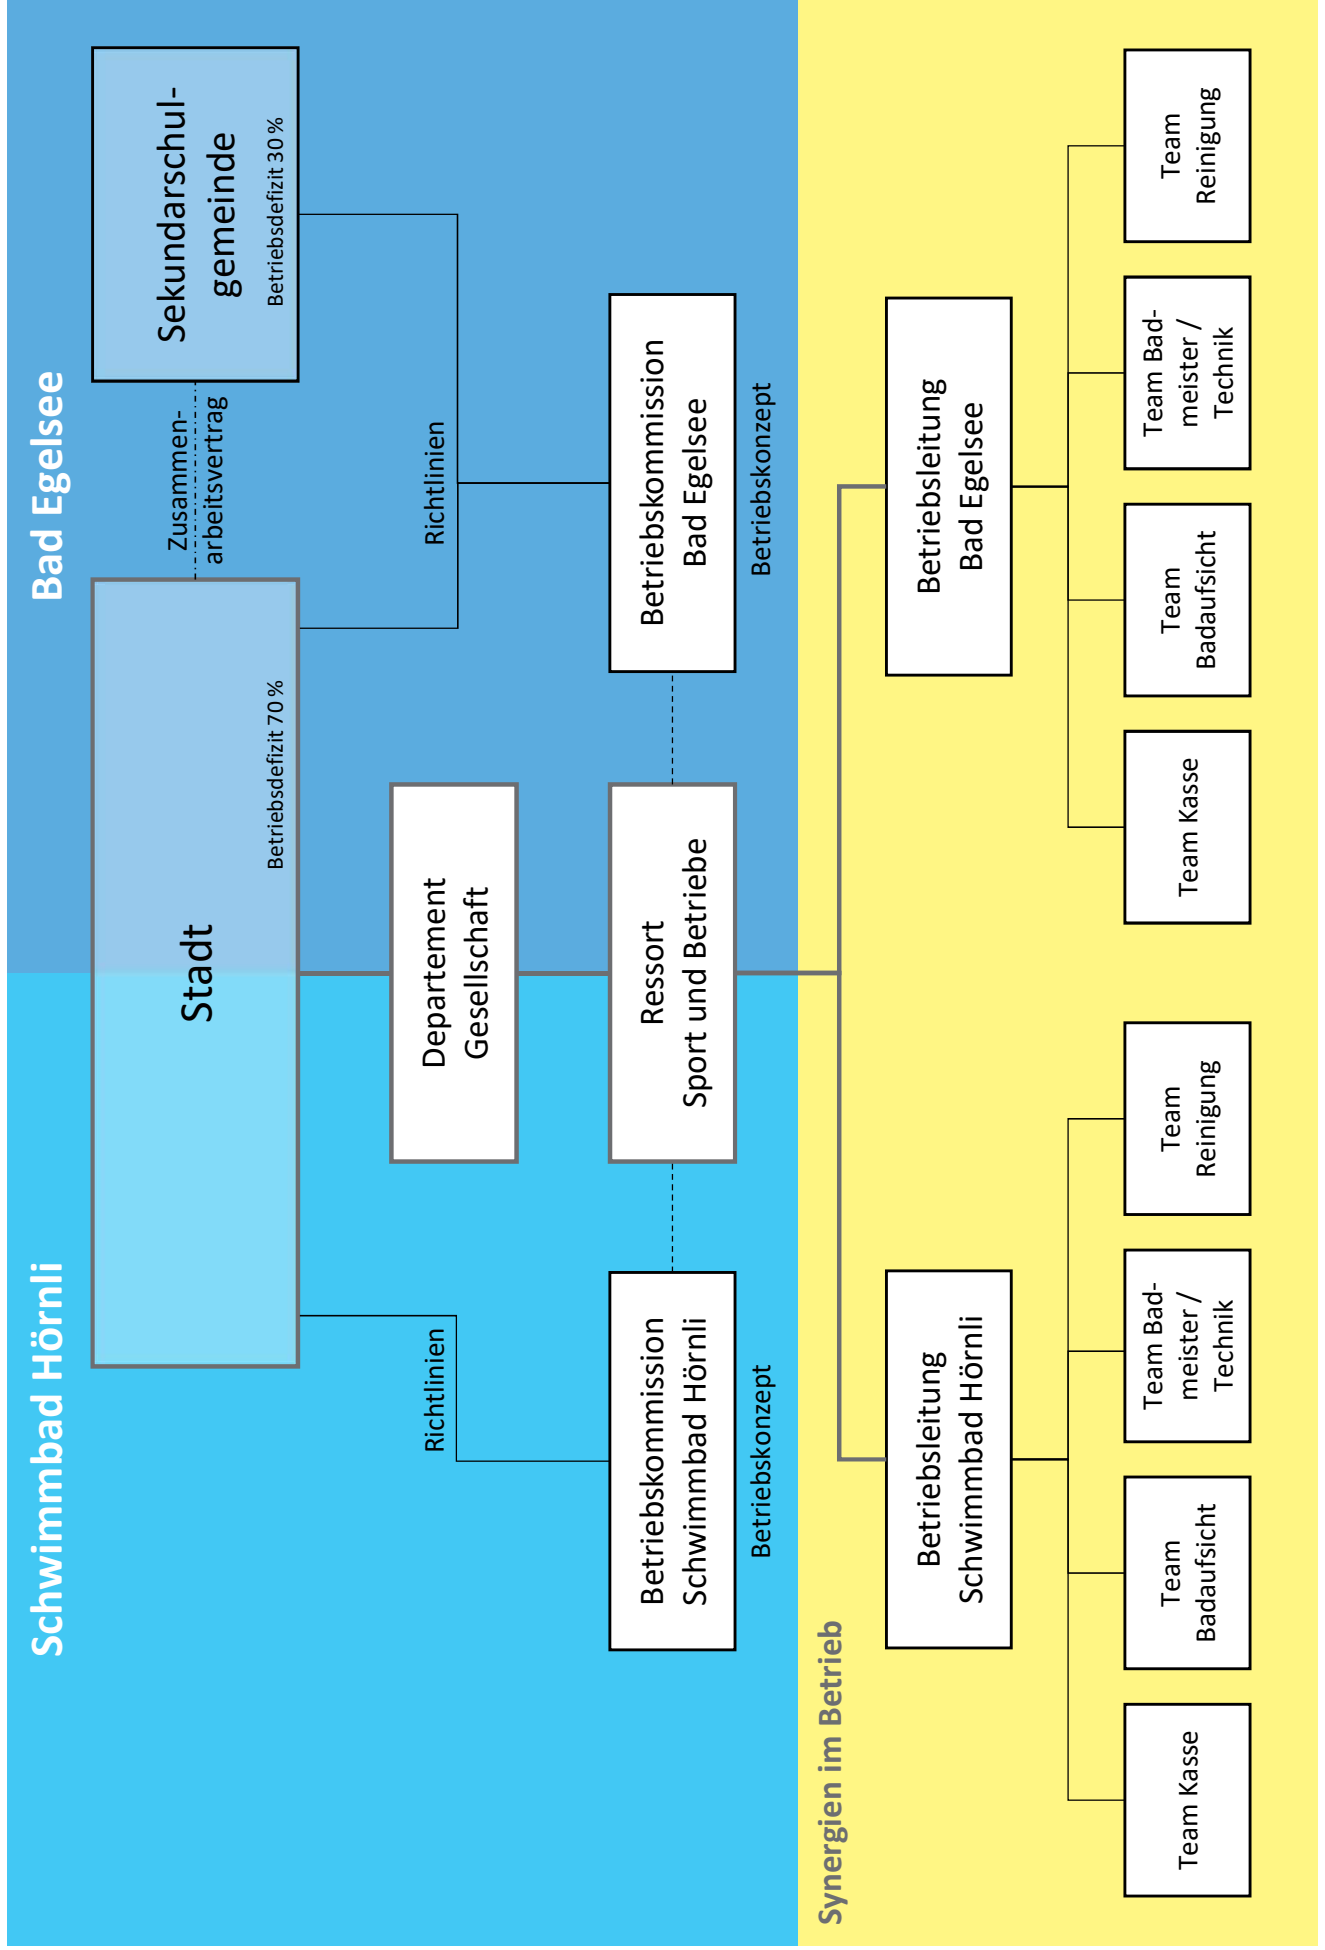 Schwimmbad Hörnli
Bad Egelsee
Stadt
Betriebsdefizit 70 %
Zusammen-
arbeitsvertrag
Sekundarschul-
gemeinde
Betriebsdefizit 30 %
Richtlinien
Departement
Gesellschaft
Richtlinien
Betriebskommission
Schwimmbad Hörnli
Betriebskonzept
Ressort
Sport und Betriebe
Betriebskommission
Bad Egelsee
Betriebskonzept
Synergien im Betrieb
Betriebsleitung
Schwimmbad Hörnli
Betriebsleitung
Bad Egelsee
Team Kasse
Team
Badaufsicht
Team Bad-
meister /
Technik
Team
Reinigung
Team Kasse
Team
Badaufsicht
Team Bad-
meister /
Technik
Team
Reinigung